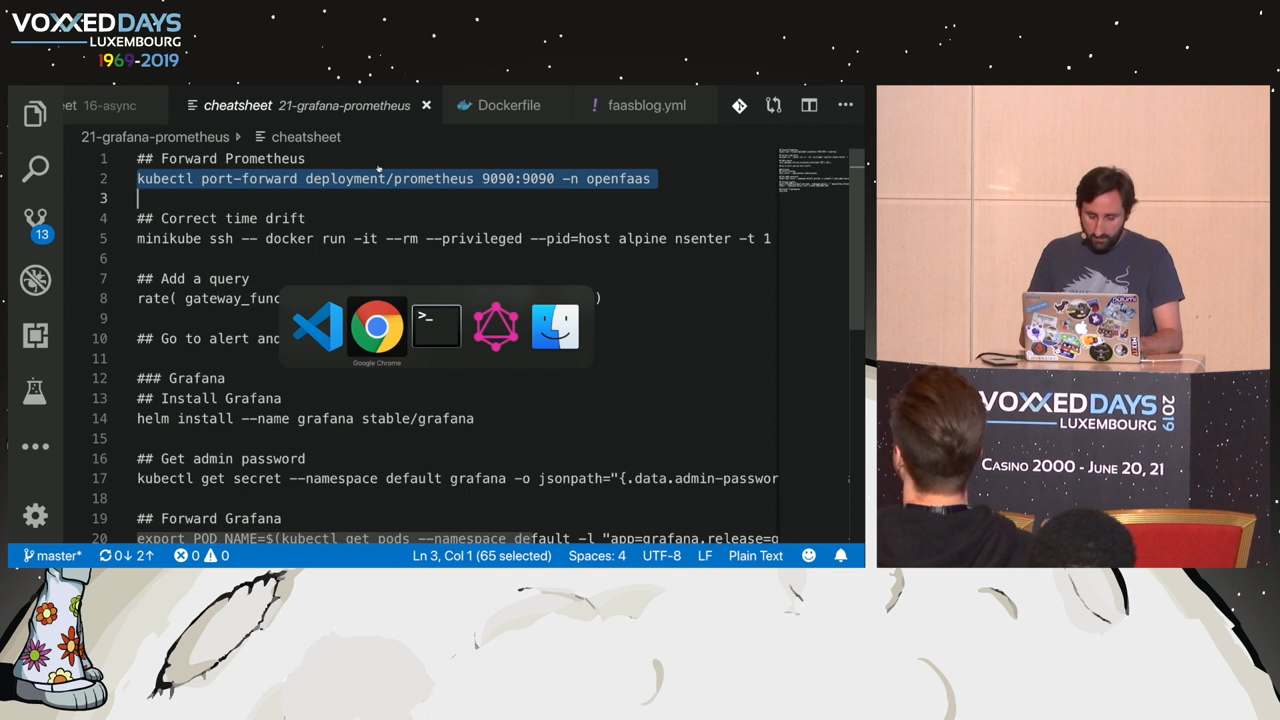 VOXXEDDAYS
LUXEMBOURG
1969-2019
et 16-async
cheatsheet 21-grafana-prometheus
Dockerfile
! faasblog.yml
21-grafana-prometheus
cheatsheet
1 ## Forward Prometheus
2 kubectl port-forward deployment/prometheus 9090:9090 -n openfaas
3
4 ## Correct time drift
5 minikube ssh -- docker run -it --rm --privileged --pid=host alpine nsenter -t 1
6
7 ## Add a query
8 rate( gateway_func )
9
10 ## Go to alert and
11
12 ### Grafana
13 ## Install Grafana
14 helm install --name grafana stable/grafana
15
16 ## Get admin password
17 kubectl get secret --namespace default grafana -o jsonpath="{.data.admin-passwor
18
19 ## Forward Grafana
20 export POD_NAME=$(kubectl get pods --namespace default -l "app=grafana,release=g
Google Chrome
13
master* 0↓ 2↑ 0 0 Ln 3, Col 1 (65 selected) Spaces: 4 UTF-8 LF Plain Text
VOXXEDDAYS
LUXEMBOURG
2019
CASINO 2000 - JUNE 20, 21